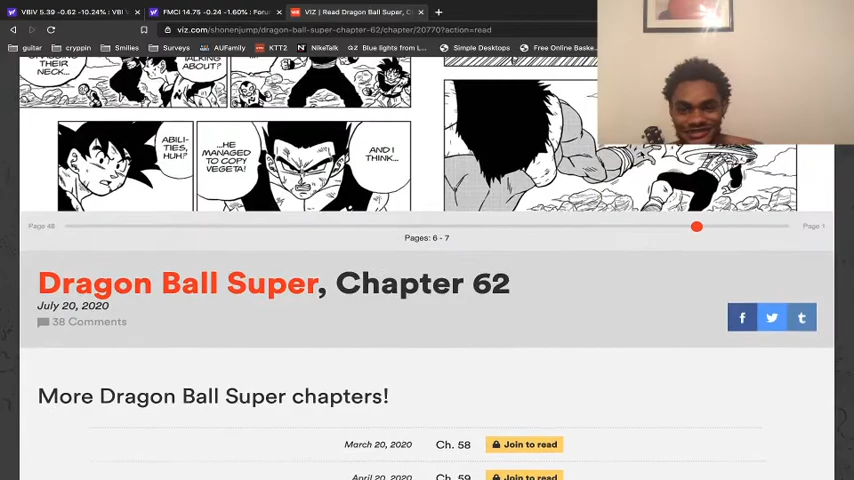 VBIV 5.39 -0.62 -10.24% : VBIV
FMCI 14.75 -0.24 -1.60% : Foru
VIZ | Read Dragon Ball Super, C
viz.com/shonenjump/dragon-ball-super-chapter-62/chapter/20770?action=read
guitar
cryppin
Smilies
Surveys
AUFamily
KTT2
NikeTalk
Blue lights from l...
Simple Desktops
Free Online Baske...
NECK...
ABOUT?
ABILI-
TIES,
HUH?
...HE
MANAGED
TO COPY
VEGETA!
AND I
THINK...
Page 48
Page 1
Pages: 6 - 7
Dragon Ball Super, Chapter 62
July 20, 2020
38 Comments
More Dragon Ball Super chapters!
March 20, 2020
Ch. 58
Join to read
April 20, 2020
Ch. 59
Join to read